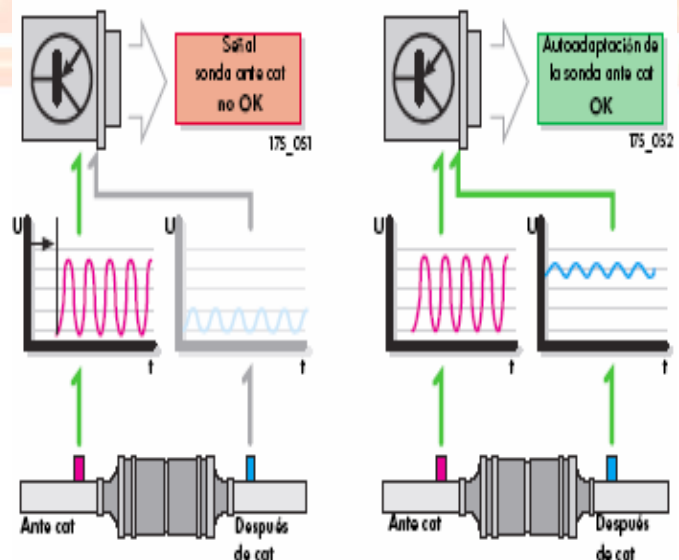 Señal
sonda ante cat
no OK
175_051
Autoadaptación de
la sonda ante cat
OK
175_052
U
t
U
t
U
t
U
t
Ante cat
Después
de cat
Ante cat
Después
de cat